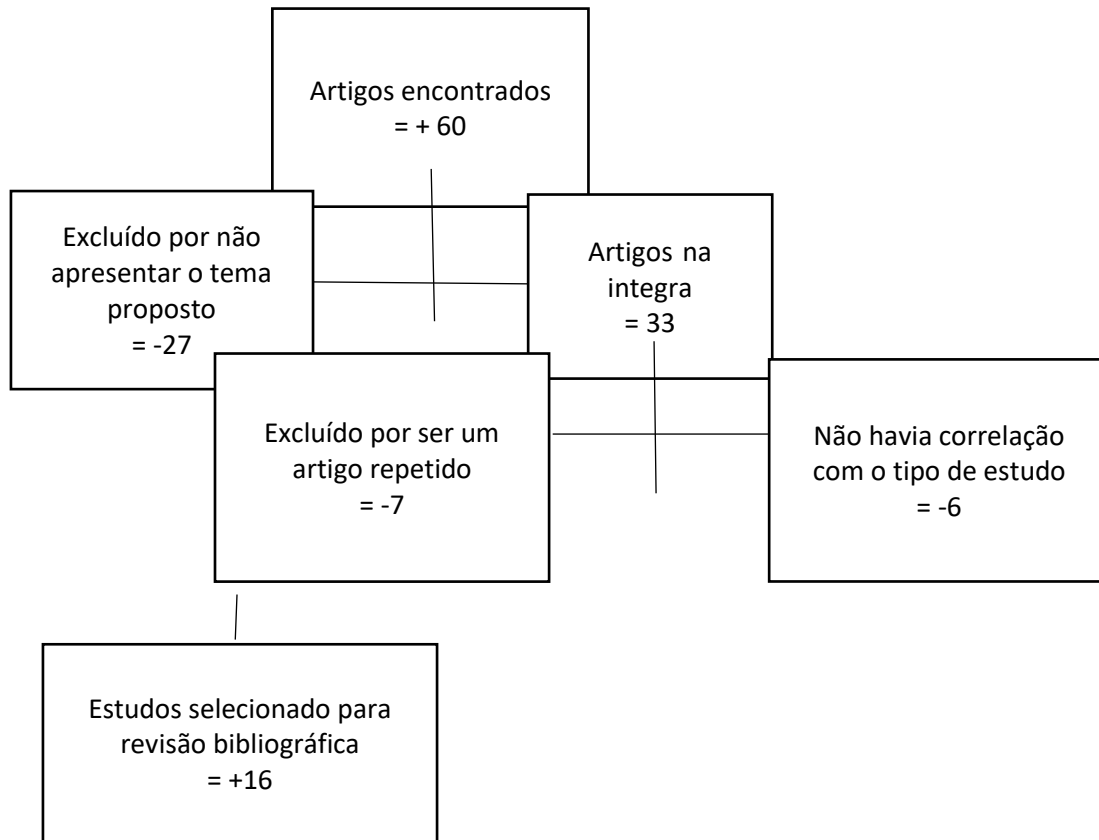 Artigos encontrados
= + 60
Excluído por não
apresentar o tema
proposto
= -27
Artigos na
integra
= 33
Excluído por ser um
artigo repetido
= -7
Não havia correlação
com o tipo de estudo
= -6
Estudos selecionado para
revisão bibliográfica
= +16